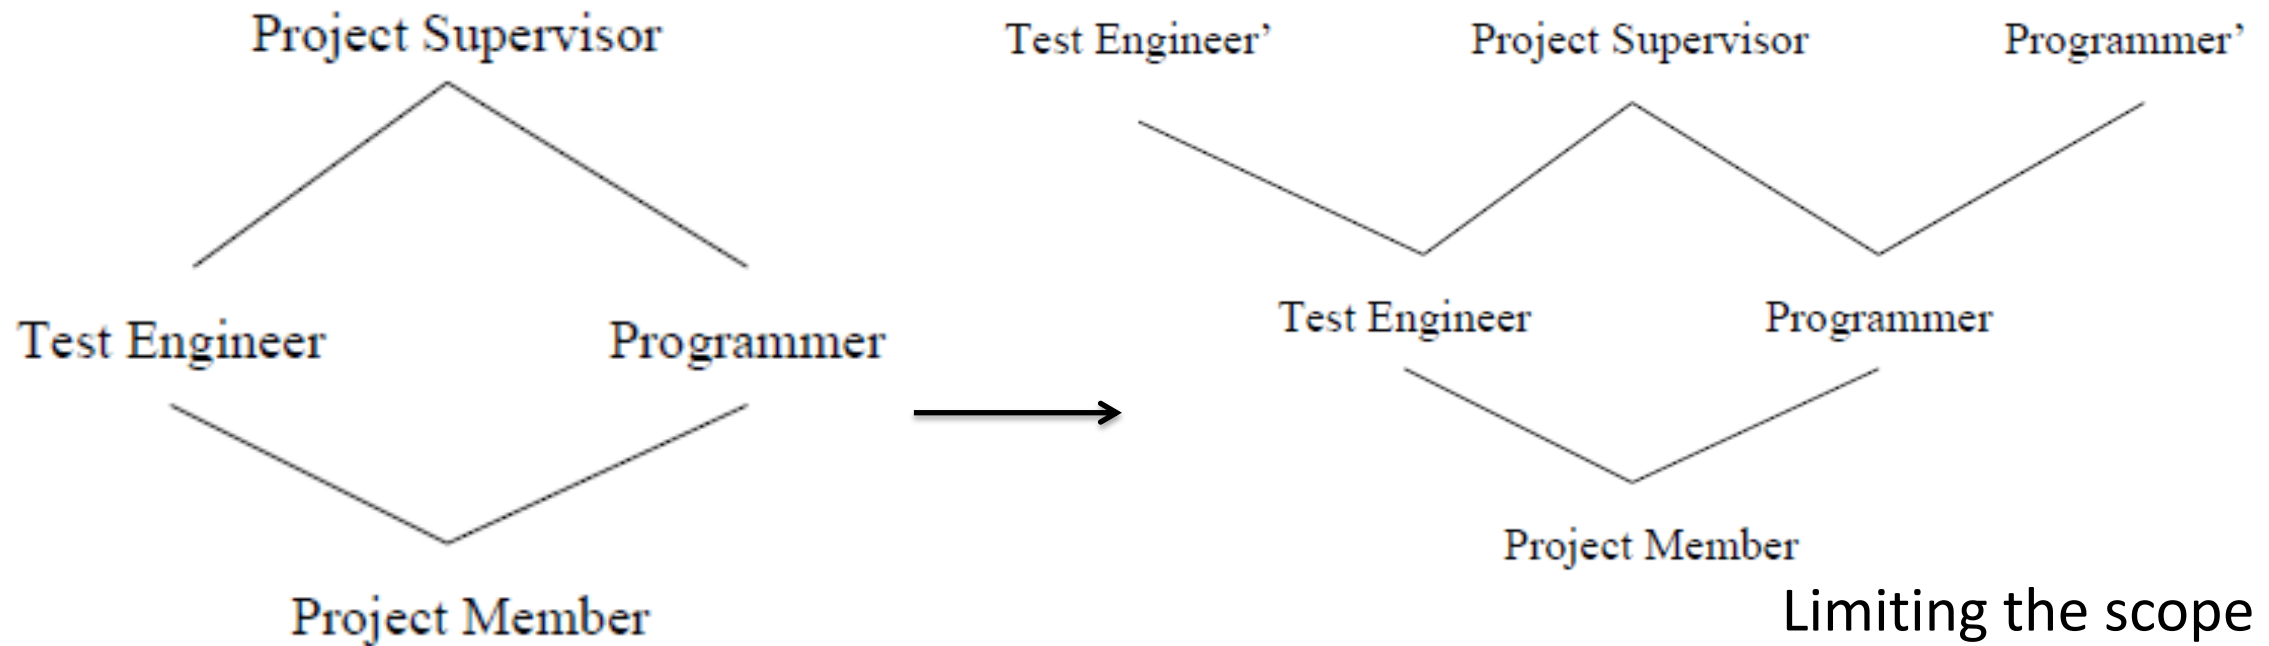 Project Supervisor
Test Engineer
Programmer
Project Member
Test Engineer’
Project Supervisor
Programmer’
Test Engineer
Programmer
Project Member
Limiting the scope